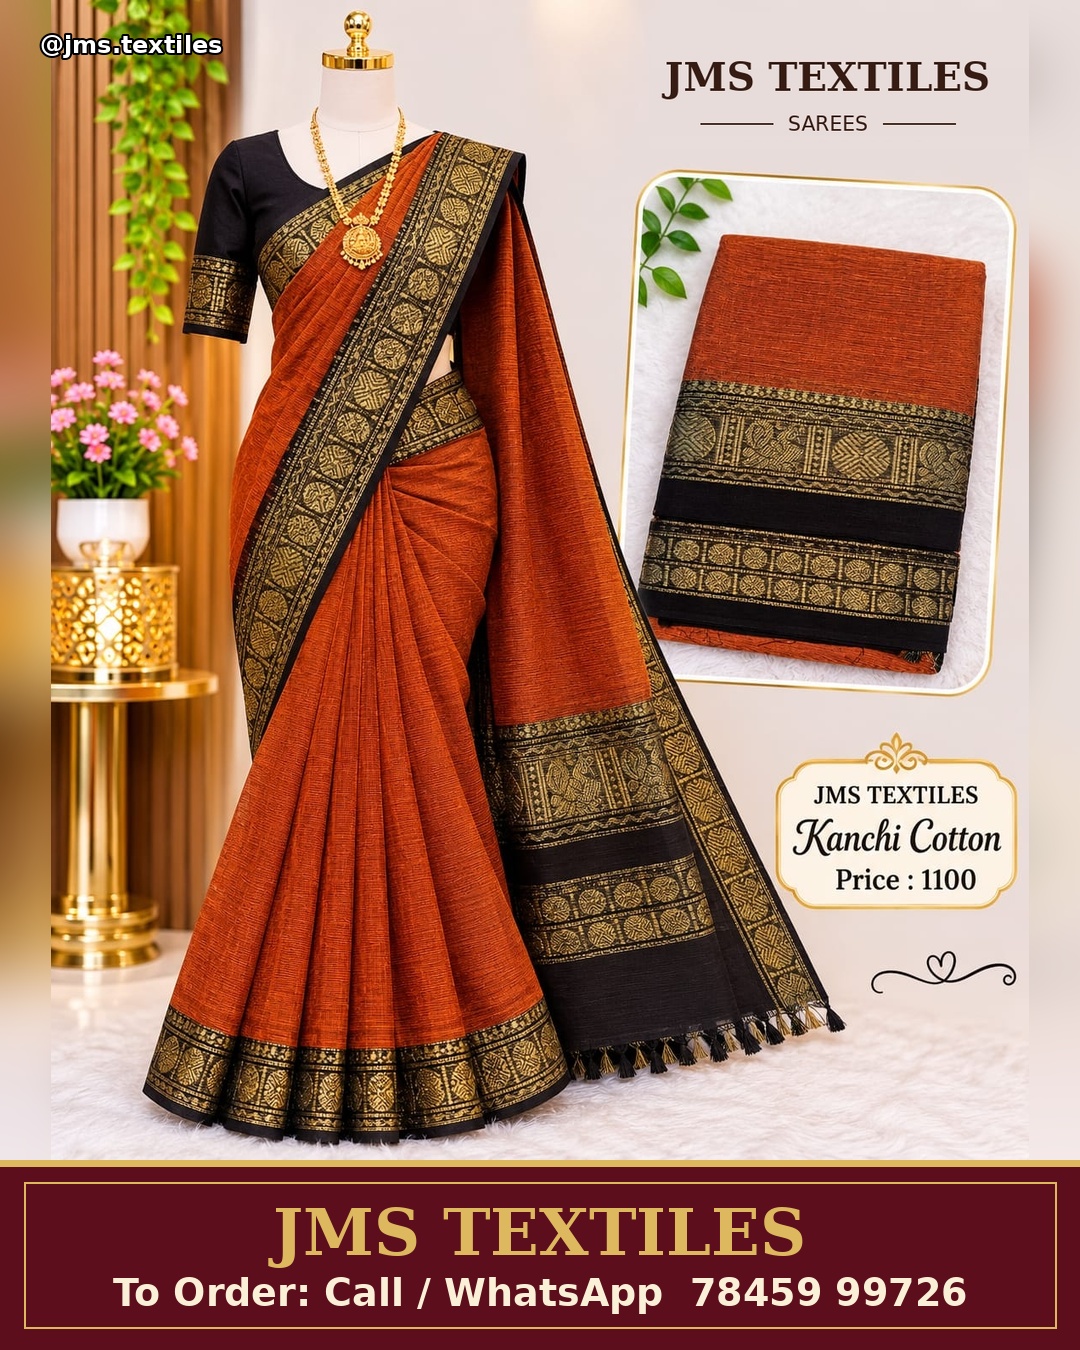 @jms.textiles
JMS TEXTILES
SAREES
JMS TEXTILES
Kanchi Cotton
Price : 1100
JMS TEXTILES
To Order: Call / WhatsApp 78459 99726